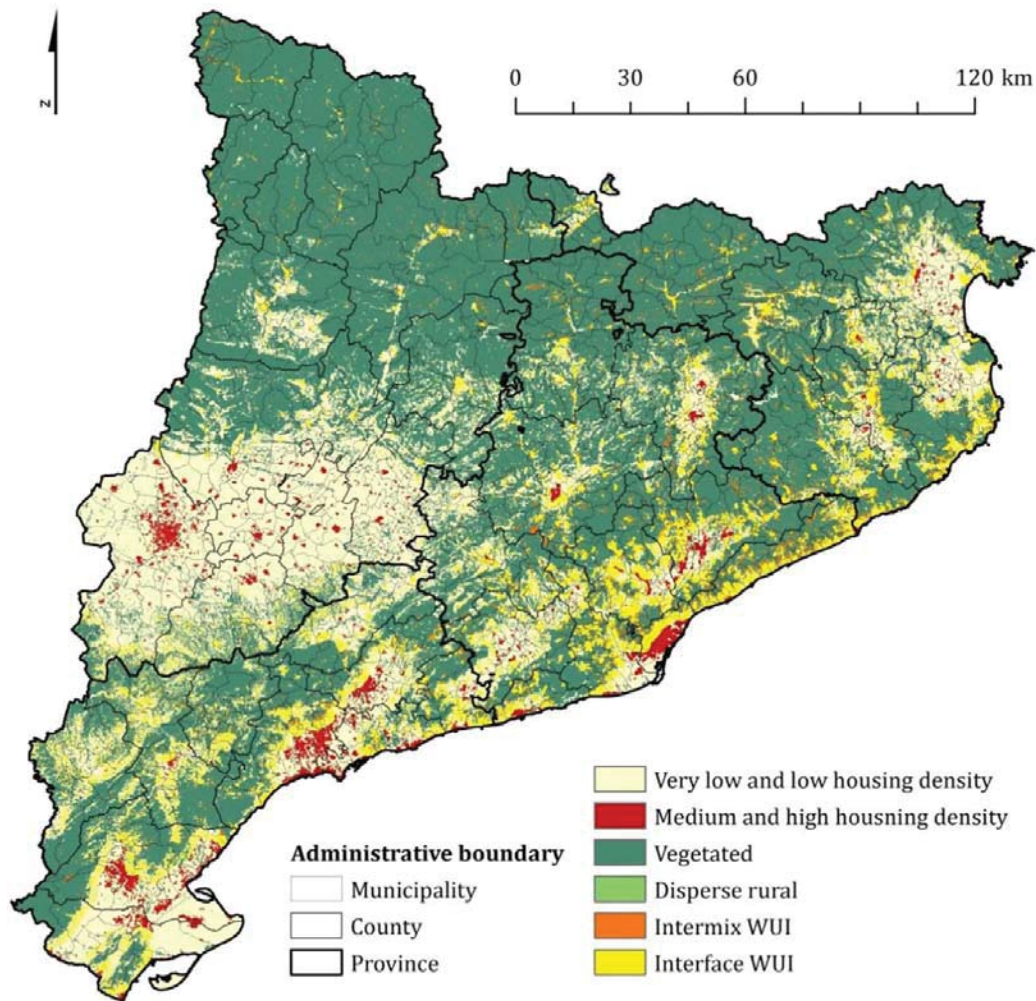 0 30 60 120 km
Z
Very low and low housing density
Medium and high housning density
Vegetated
Disperse rural
Intermix WUI
Interface WUI
Administrative boundary
Municipality
County
Province